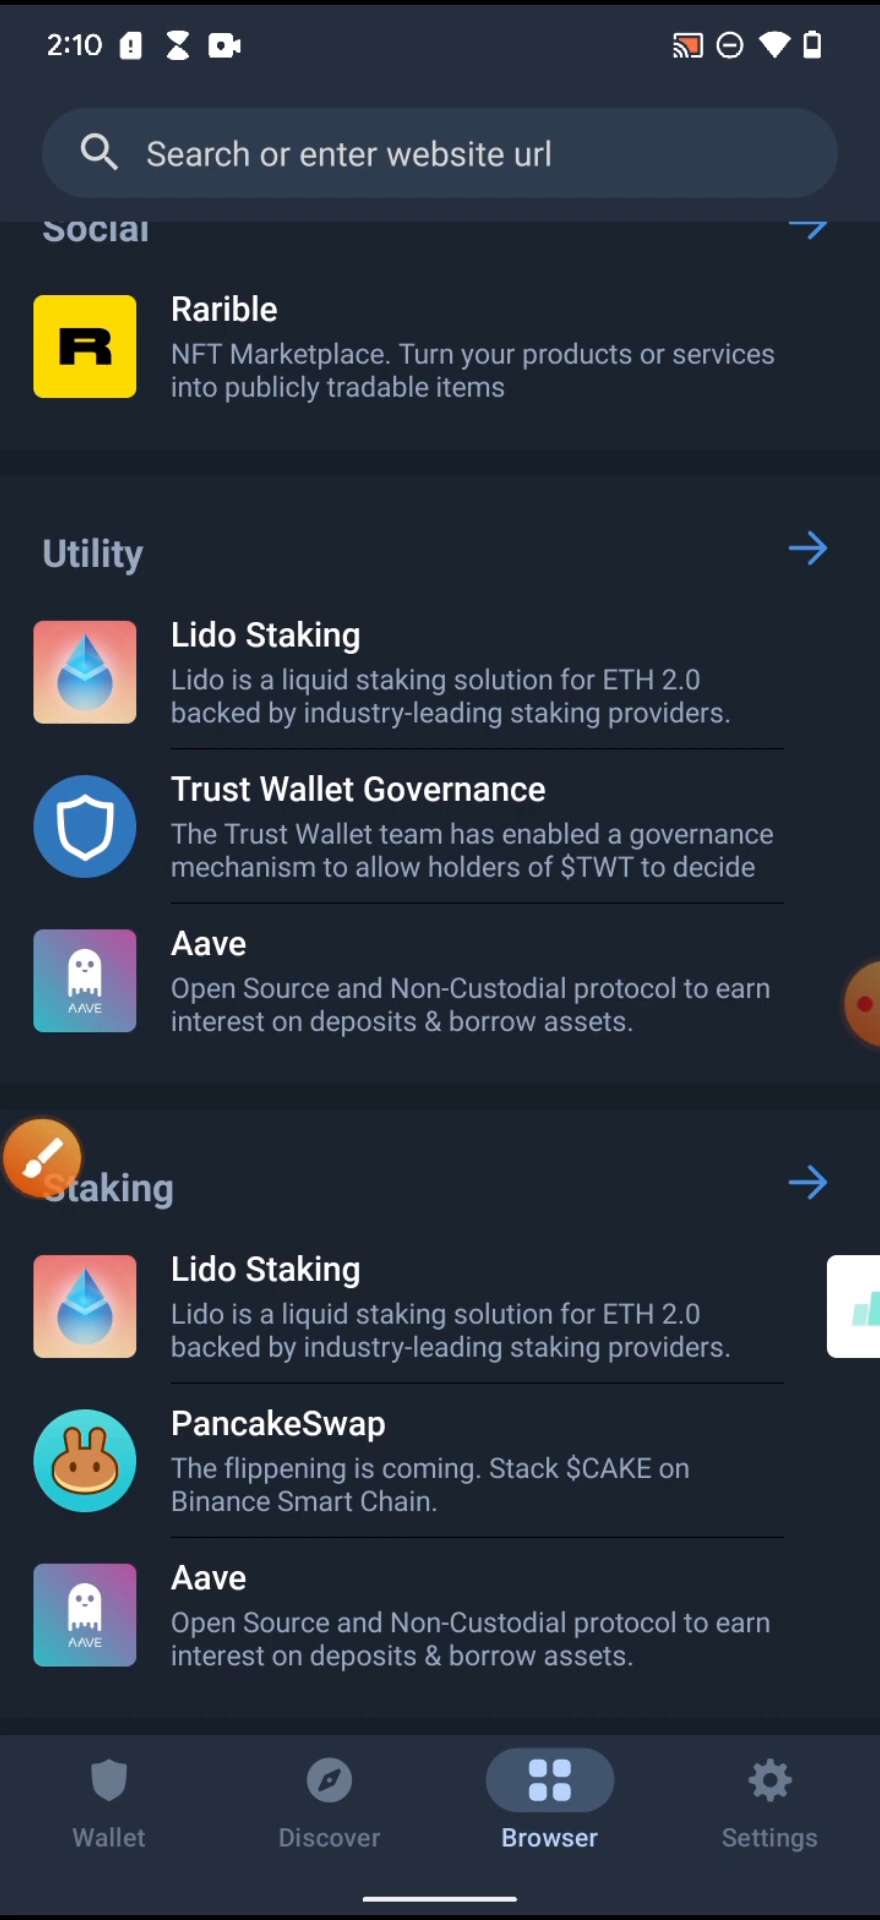 2:10
Search or enter website url
Social
Rarible
NFT Marketplace. Turn your products or services
into publicly tradable items
Utility
Lido Staking
Lido is a liquid staking solution for ETH 2.0
backed by industry-leading staking providers.
Trust Wallet Governance
The Trust Wallet team has enabled a governance
mechanism to allow holders of $TWT to decide
AAVE
Aave
Open Source and Non-Custodial protocol to earn
interest on deposits & borrow assets.
Staking
Lido Staking
Lido is a liquid staking solution for ETH 2.0
backed by industry-leading staking providers.
PancakeSwap
The flippening is coming. Stack $CAKE on
Binance Smart Chain.
AAVE
Aave
Open Source and Non-Custodial protocol to earn
interest on deposits & borrow assets.
Wallet
Discover
Browser
Settings